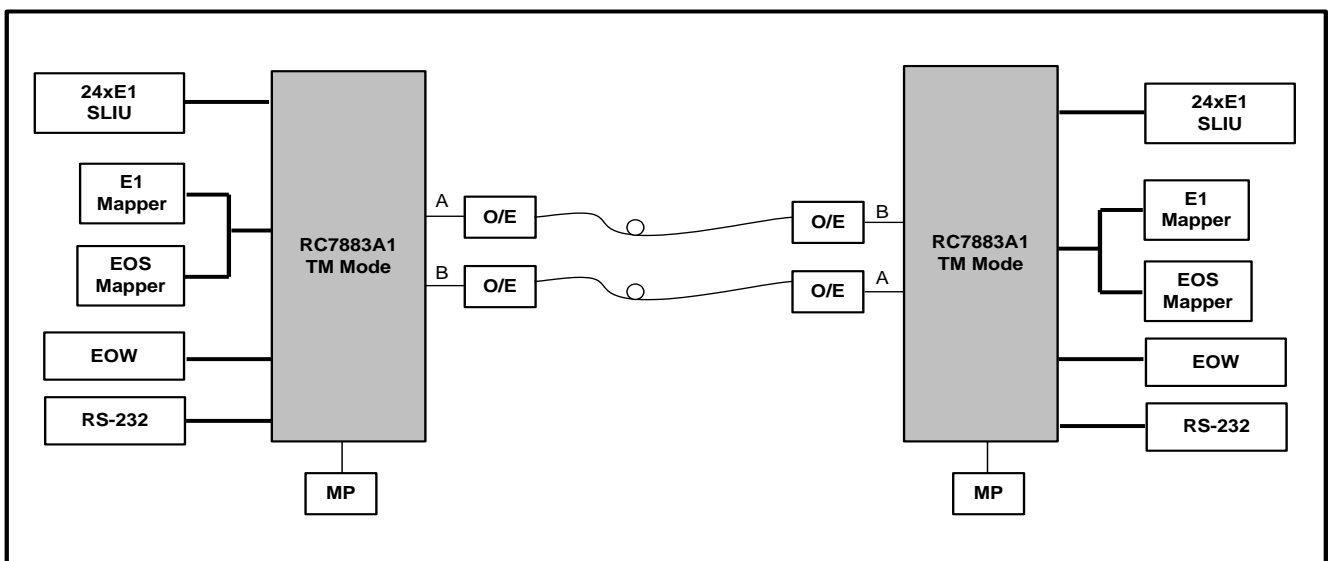 24xE1
SLIU
E1
Mapper
EOS
Mapper
EOW
RS-232
RC7883A1
TM Mode
MP
A
O/E
B
O/E
O/E
B
O/E
A
RC7883A1
TM Mode
MP
24xE1
SLIU
E1
Mapper
EOS
Mapper
EOW
RS-232